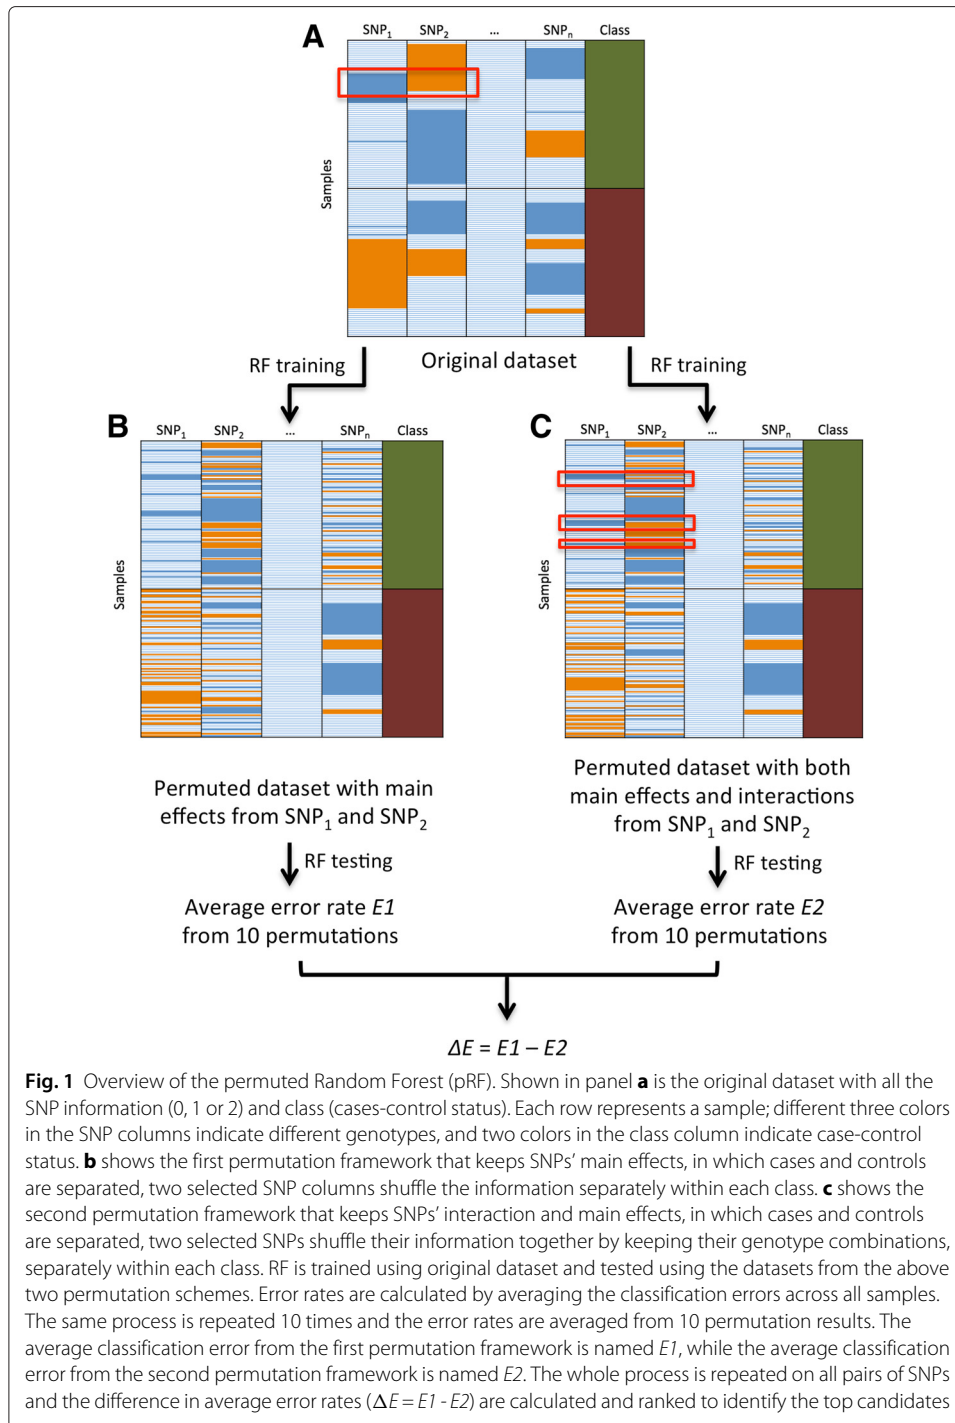 A
SNP1 SNP2 ... SNPn Class
Samples
RF training
Original dataset
RF training
B
SNP1 SNP2 ... SNPn Class
Samples
C
SNP1 SNP2 ... SNPn Class
Samples
Permuted dataset with main
effects from SNP1 and SNP2
Permuted dataset with both
main effects and interactions
from SNP1 and SNP2
RF testing
RF testing
Average error rate E1
from 10 permutations
Average error rate E2
from 10 permutations
ΔE = E1 – E2
Fig. 1 Overview of the permuted Random Forest (pRF). Shown in panel a is the original dataset with all the
SNP information (0, 1 or 2) and class (cases-control status). Each row represents a sample; different three colors
in the SNP columns indicate different genotypes, and two colors in the class column indicate case-control
status. b shows the first permutation framework that keeps SNPs' main effects, in which cases and controls
are separated, two selected SNP columns shuffle the information separately within each class. c shows the
second permutation framework that keeps SNPs' interaction and main effects, in which cases and controls
are separated, two selected SNPs shuffle their information together by keeping their genotype combinations,
separately within each class. RF is trained using original dataset and tested using the datasets from the above
two permutation schemes. Error rates are calculated by averaging the classification errors across all samples.
The same process is repeated 10 times and the error rates are averaged from 10 permutation results. The
average classification error from the first permutation framework is named E1, while the average classification
error from the second permutation framework is named E2. The whole process is repeated on all pairs of SNPs
and the difference in average error rates (ΔE = E1 - E2) are calculated and ranked to identify the top candidates